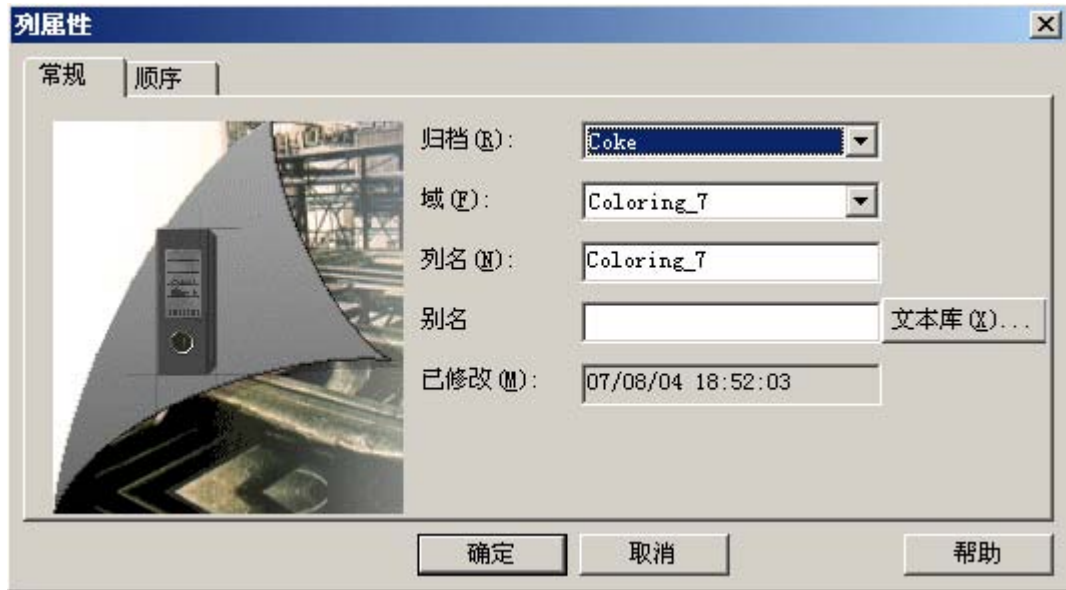 列属性
常规 顺序
归档(R): Coke
域(F): Coloring_7
列名(N): Coloring_7
别名 文本库(X)...
已修改(M): 07/08/04 18:52:03
确定 取消 帮助